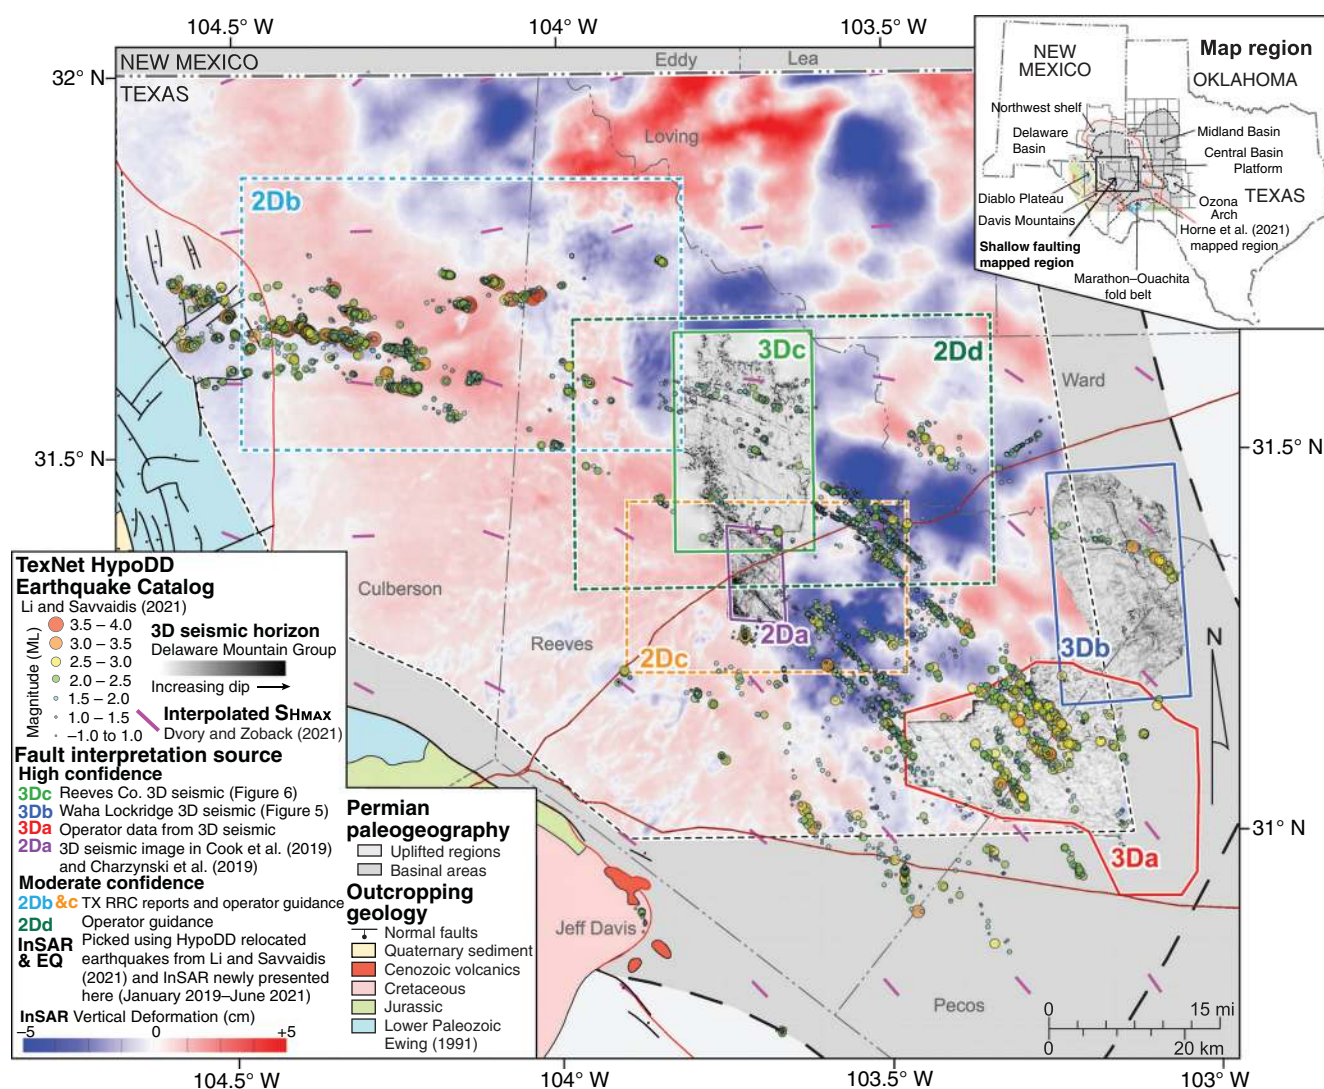 104.5° W
104° W
103.5° W
NEW MEXICO
Eddy
Lea
32° N
TEXAS
Loving
2Db
3Dc
2Dd
Ward
31.5° N
31.5° N
Culberson
Reeves
2Da
2Dc
3Db
N
31° N
3Da
Jeff Davis
Pecos
0
15 mi
0
20 km
104.5° W
104° W
103.5° W
103° W
Map region
NEW
MEXICO
OKLAHOMA
Northwest shelf
Delaware
Basin
Midland Basin
Central Basin
Platform
Diablo Plateau
TEXAS
Davis Mountains
Ozona
Arch
Horne et al. (2021)
mapped region
Shallow faulting
mapped region
Marathon–Ouachita
fold belt
TexNet HypoDD
Earthquake Catalog
Li and Savvaidis (2021)
Magnitude (ML)
3.5 – 4.0
3.0 – 3.5
2.5 – 3.0
2.0 – 2.5
1.5 – 2.0
1.0 – 1.5
–1.0 to 1.0
3D seismic horizon
Delaware Mountain Group
Increasing dip
Interpolated SHMAX
Dvory and Zoback (2021)
Fault interpretation source
High confidence
3Dc Reeves Co. 3D seismic (Figure 6)
3Db Waha Lockridge 3D seismic (Figure 5)
3Da Operator data from 3D seismic
2Da 3D seismic image in Cook et al. (2019)
and Charzynski et al. (2019)
Moderate confidence
2Db &c TX RRC reports and operator guidance
2Dd Operator guidance
InSAR & EQ Picked using HypoDD relocated
earthquakes from Li and Savvaidis
(2021) and InSAR newly presented
here (January 2019–June 2021)
InSAR Vertical Deformation (cm)
–5
0
+5
Permian
paleogeography
Uplifted regions
Basinal areas
Outcropping
geology
Normal faults
Quaternary sediment
Cenozoic volcanics
Cretaceous
Jurassic
Lower Paleozoic
Ewing (1991)